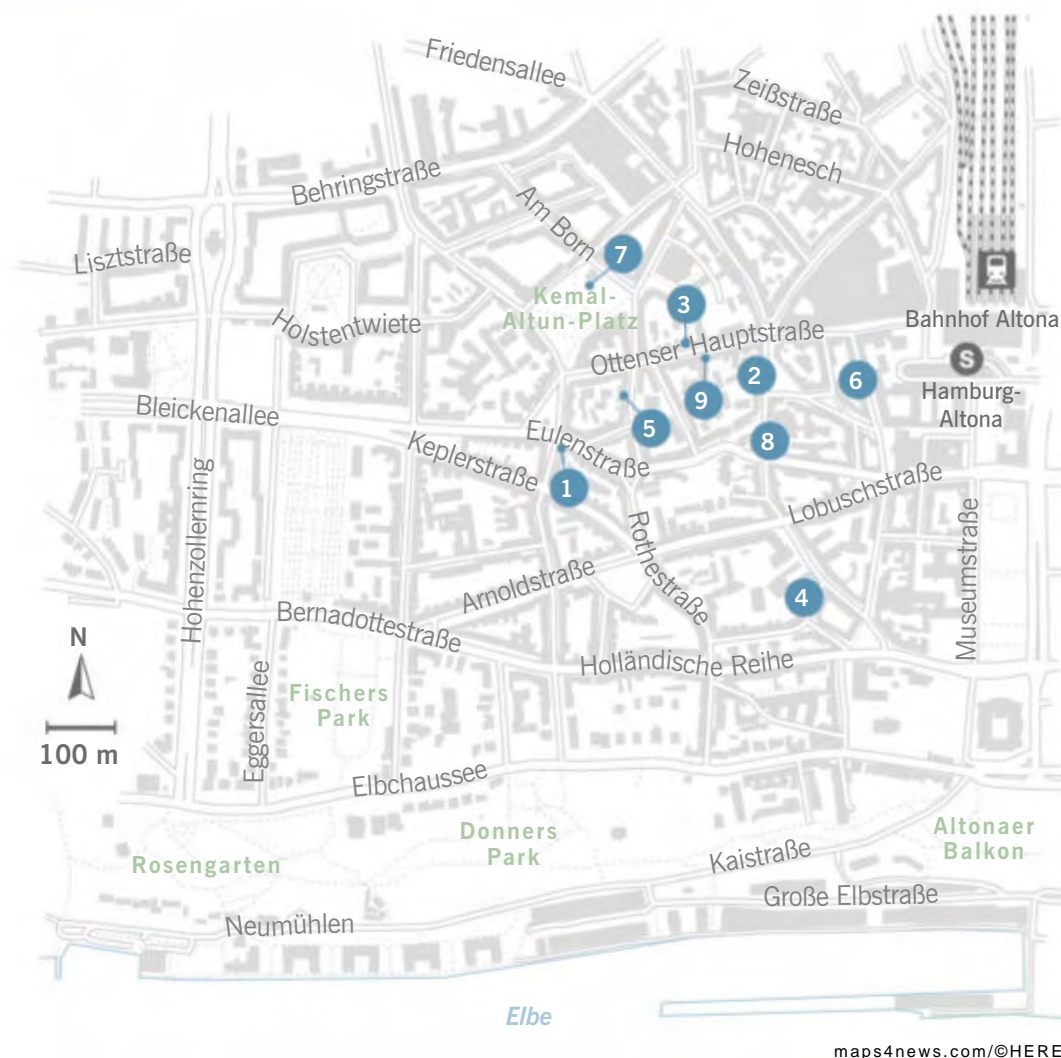 Friedensallee
Zeißstraße
Hohenesch
Behringstraße
Am Born
Lisztstraße
7
Kemal-
Altun-Platz
3
Holstentwiete
Bahnhof Altona
Ottenser Hauptstraße
S
2
6
Hamburg-
Altona
9
Bleickenallee
5
Eulenstraße
8
Keplerstraße
1
Lobuschstraße
Hohenzollernring
Rothestraße
Museumstraße
Arnoldstraße
4
Bernadottestraße
N
Holländische Reihe
Fischers
Park
Eggersallee
100 m
Elbchaussee
Donners
Park
Altonaer
Balkon
Rosengarten
Kaistraße
Große Elbstraße
Neumühlen
Elbe
maps4news.com/©HERE